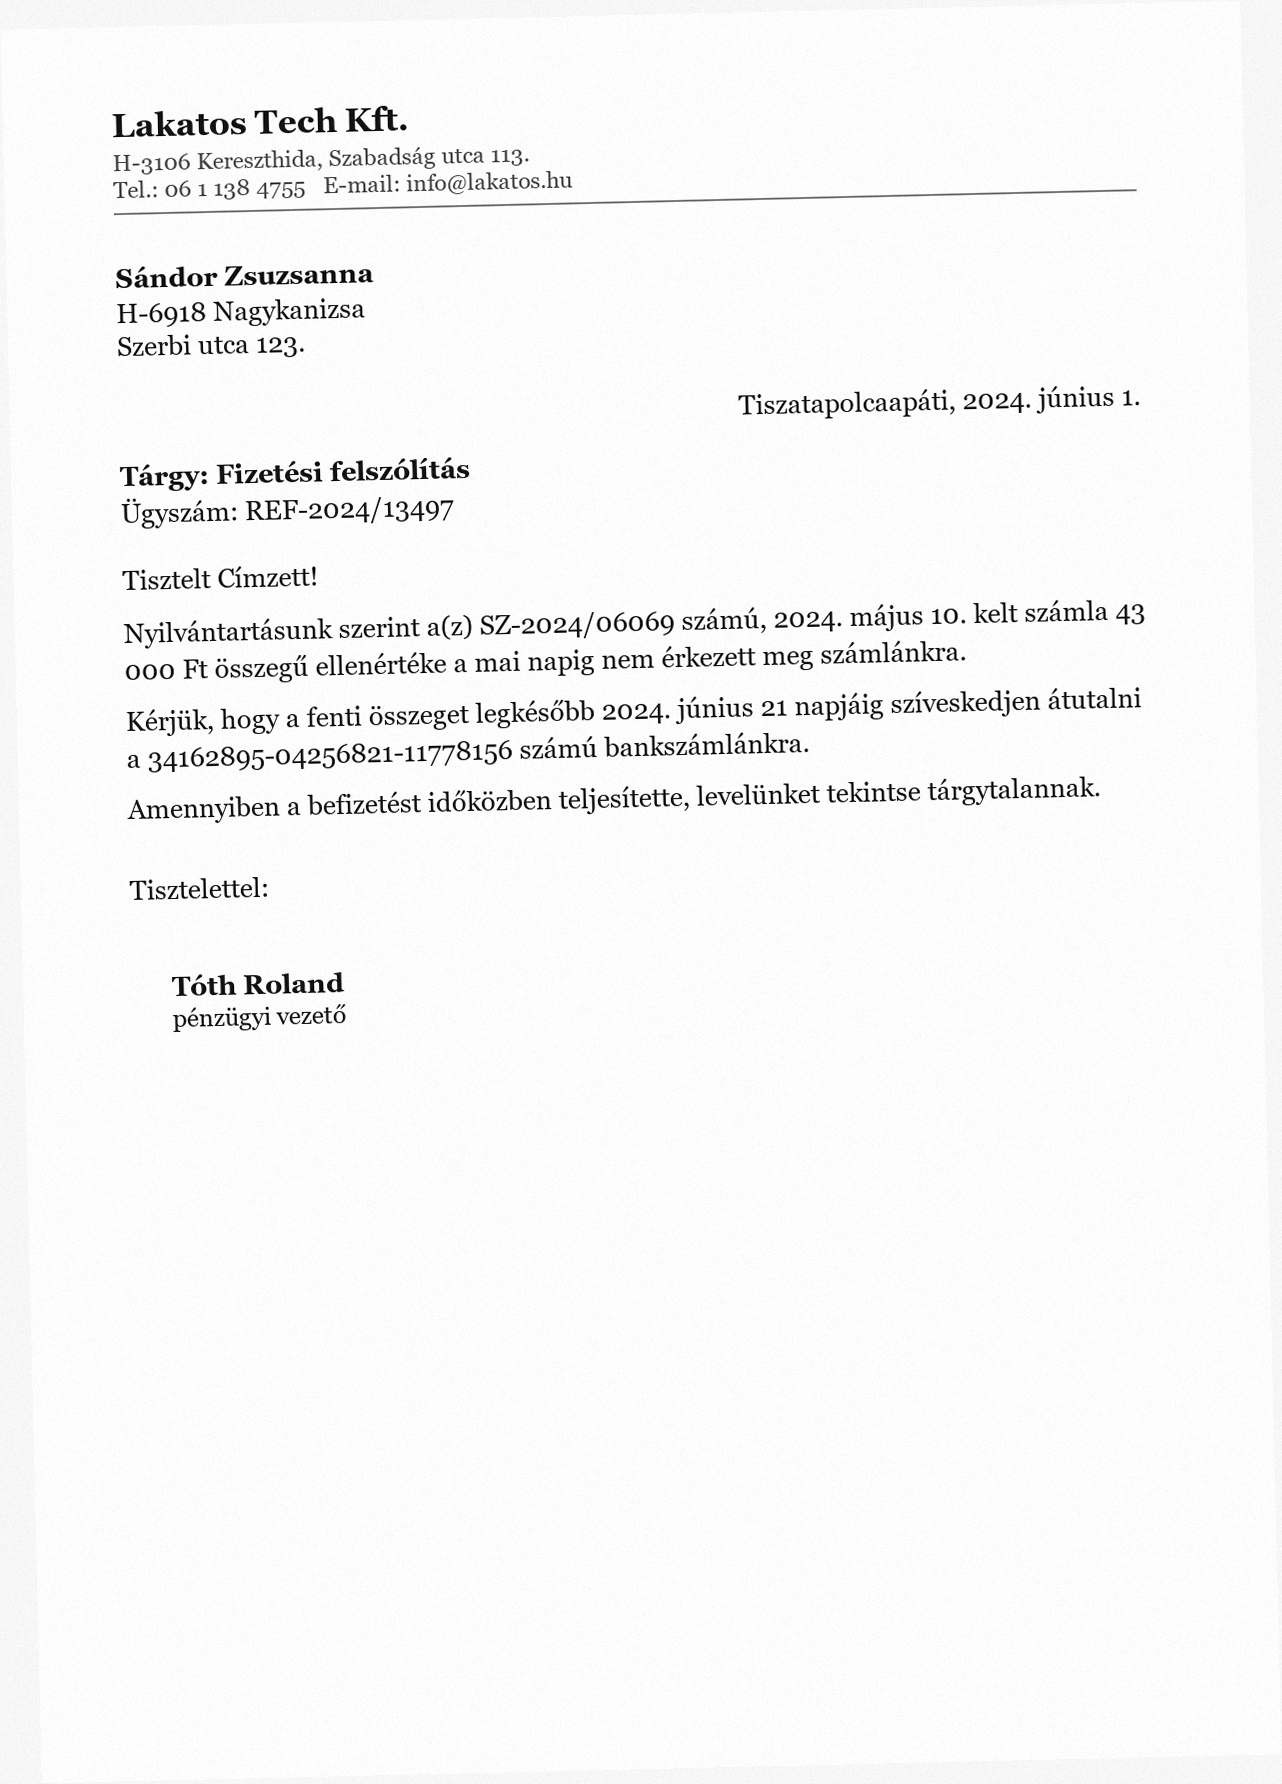 Lakatos Tech Kft.
H-3106 Kereszthida, Szabadság utca 113.
Tel.: 06 1 138 4755 E-mail: info@lakatos.hu
Sándor Zsuzsanna
H-6918 Nagykanizsa
Szerbi utca 123.
Tiszatapolcaapáti, 2024. június 1.
Tárgy: Fizetési felszólítás
Ügyszám: REF-2024/13497
Tisztelt Címzett!
Nyilvántartásunk szerint a(z) SZ-2024/06069 számú, 2024. május 10. kelt számla 43
000 Ft összegű ellenértéke a mai napig nem érkezett meg számlánkra.
Kérjük, hogy a fenti összeget legkésőbb 2024. június 21 napjáig szíveskedjen átutalni
a 34162895-04256821-11778156 számú bankszámlánkra.
Amennyiben a befizetést időközben teljesítette, levelünket tekintse tárgytalannak.
Tisztelettel:
Tóth Roland
pénzügyi vezető